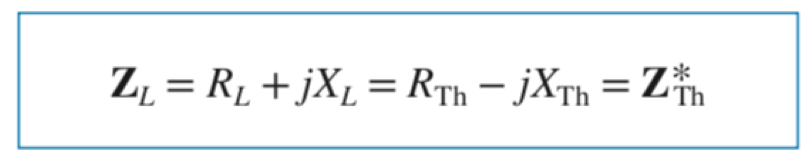 Z_L = R_L + jX_L = R_Th − jX_Th = Z*_Th